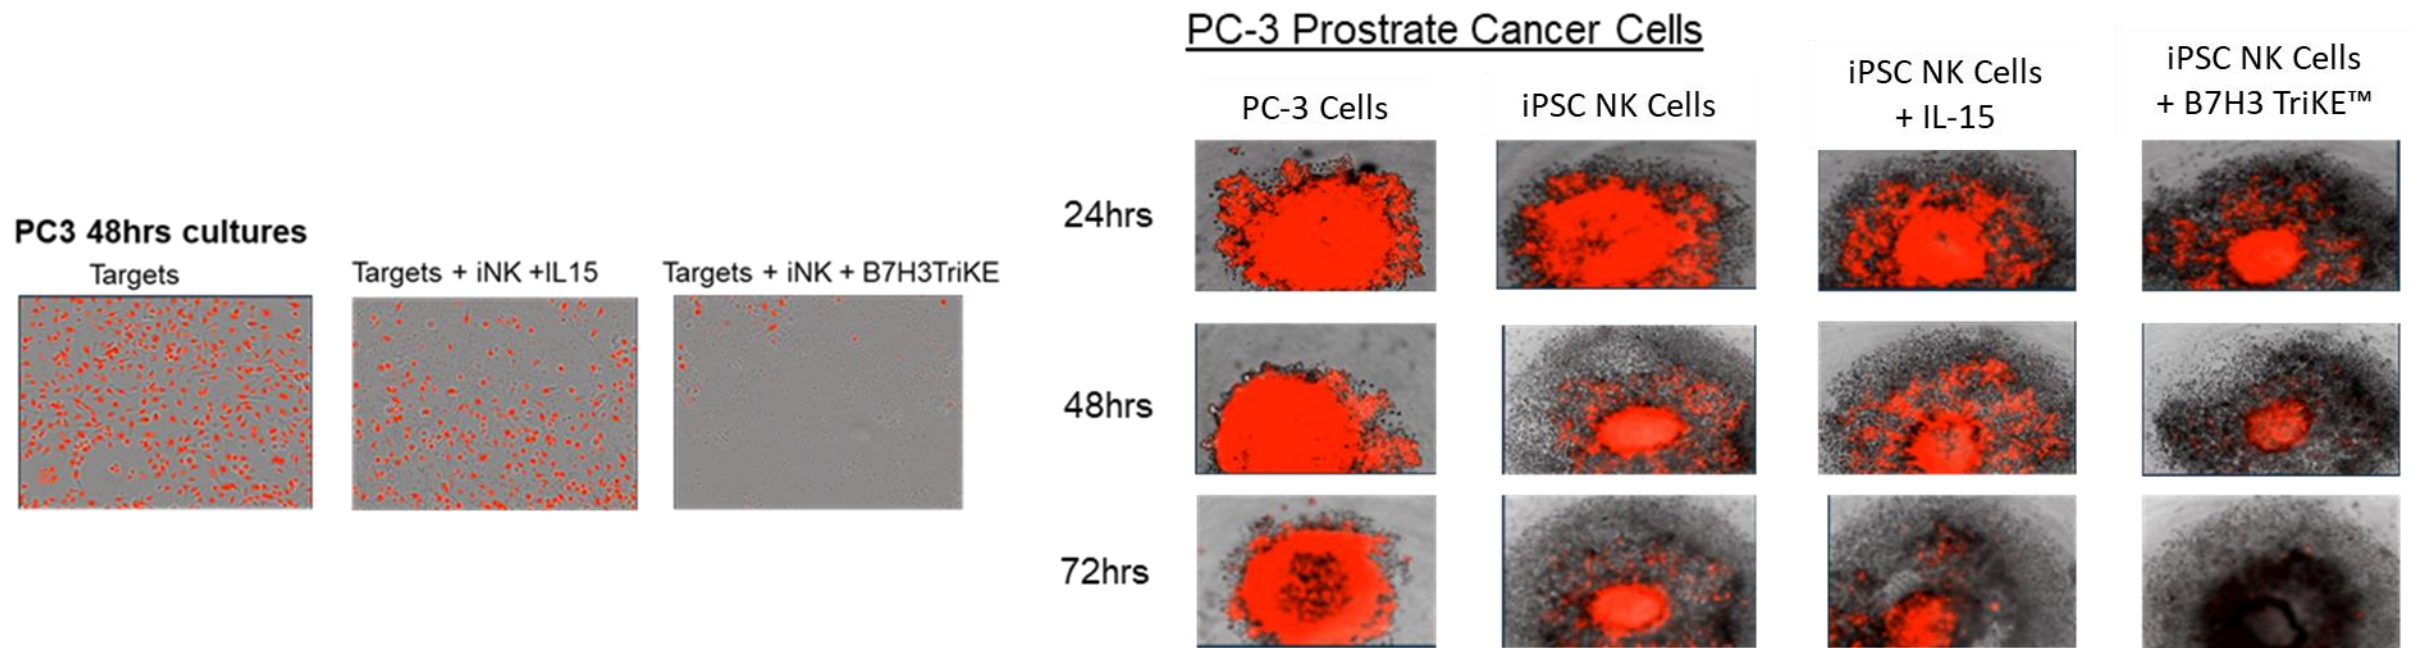 PC3 48hrs cultures
Targets
Targets + iNK +IL15
Targets + iNK + B7H3TriKE
PC-3 Prostrate Cancer Cells
PC-3 Cells
iPSC NK Cells
iPSC NK Cells
+ IL-15
iPSC NK Cells
+ B7H3 TriKE™
24hrs
48hrs
72hrs